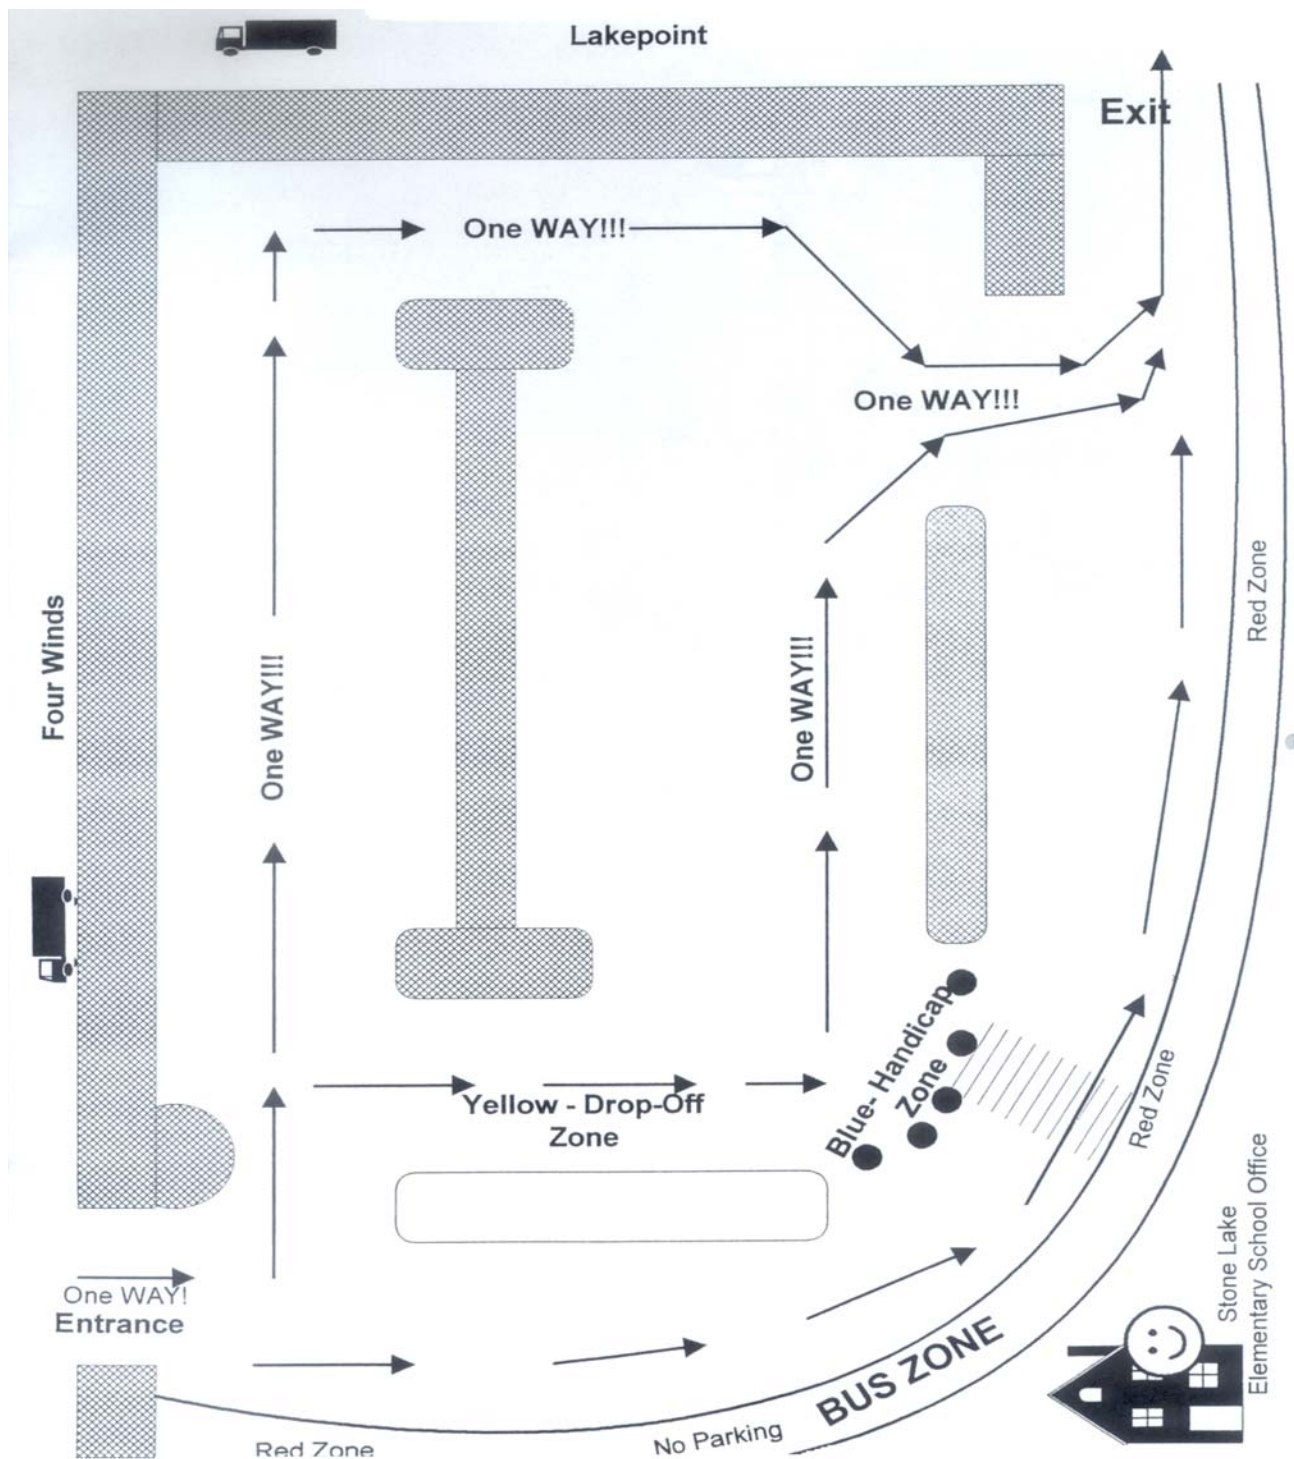 Lakepoint
Exit
One WAY!!!
One WAY!!!
Four Winds
One WAY!!!
One WAY!!!
Red Zone
Blue- Handicap
Zone
Yellow - Drop-Off
Zone
Red Zone
One WAY!
Entrance
Stone Lake
Elementary School Office
BUS ZONE
No Parking
Red Zone